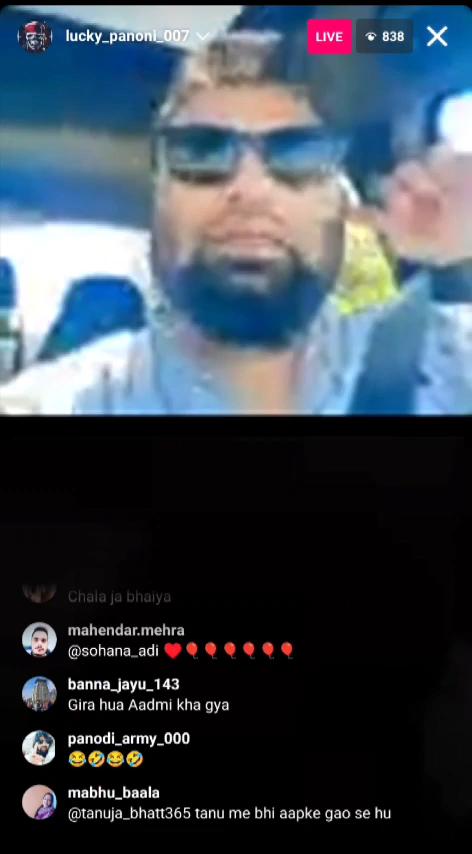 lucky_panoni_007
LIVE
838
Chala ja bhaiya
mahendar.mehra
@sohana_adi ❤️🎈🎈🎈🎈🎈🎈
banna_jayu_143
Gira hua Aadmi kha gya
panodi_army_000
😂🤣😂🤣
mabhu_baala
@tanuja_bhatt365 tanu me bhi aapke gao se hu